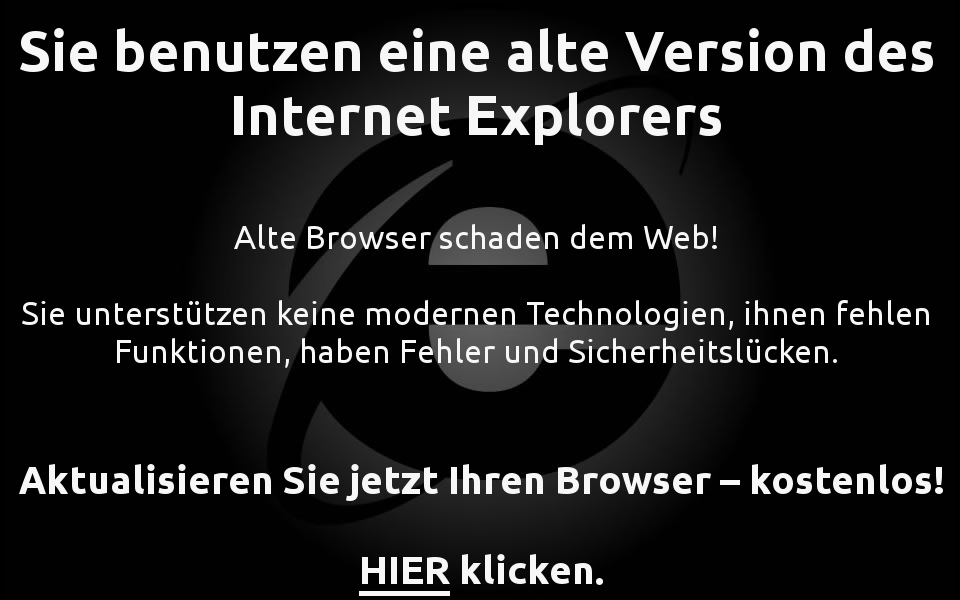 Sie benutzen eine alte Version des
Internet Explorers
Alte Browser schaden dem Web!
Sie unterstützen keine modernen Technologien, ihnen fehlen
Funktionen, haben Fehler und Sicherheitslücken.
Aktualisieren Sie jetzt Ihren Browser – kostenlos!
HIER klicken.